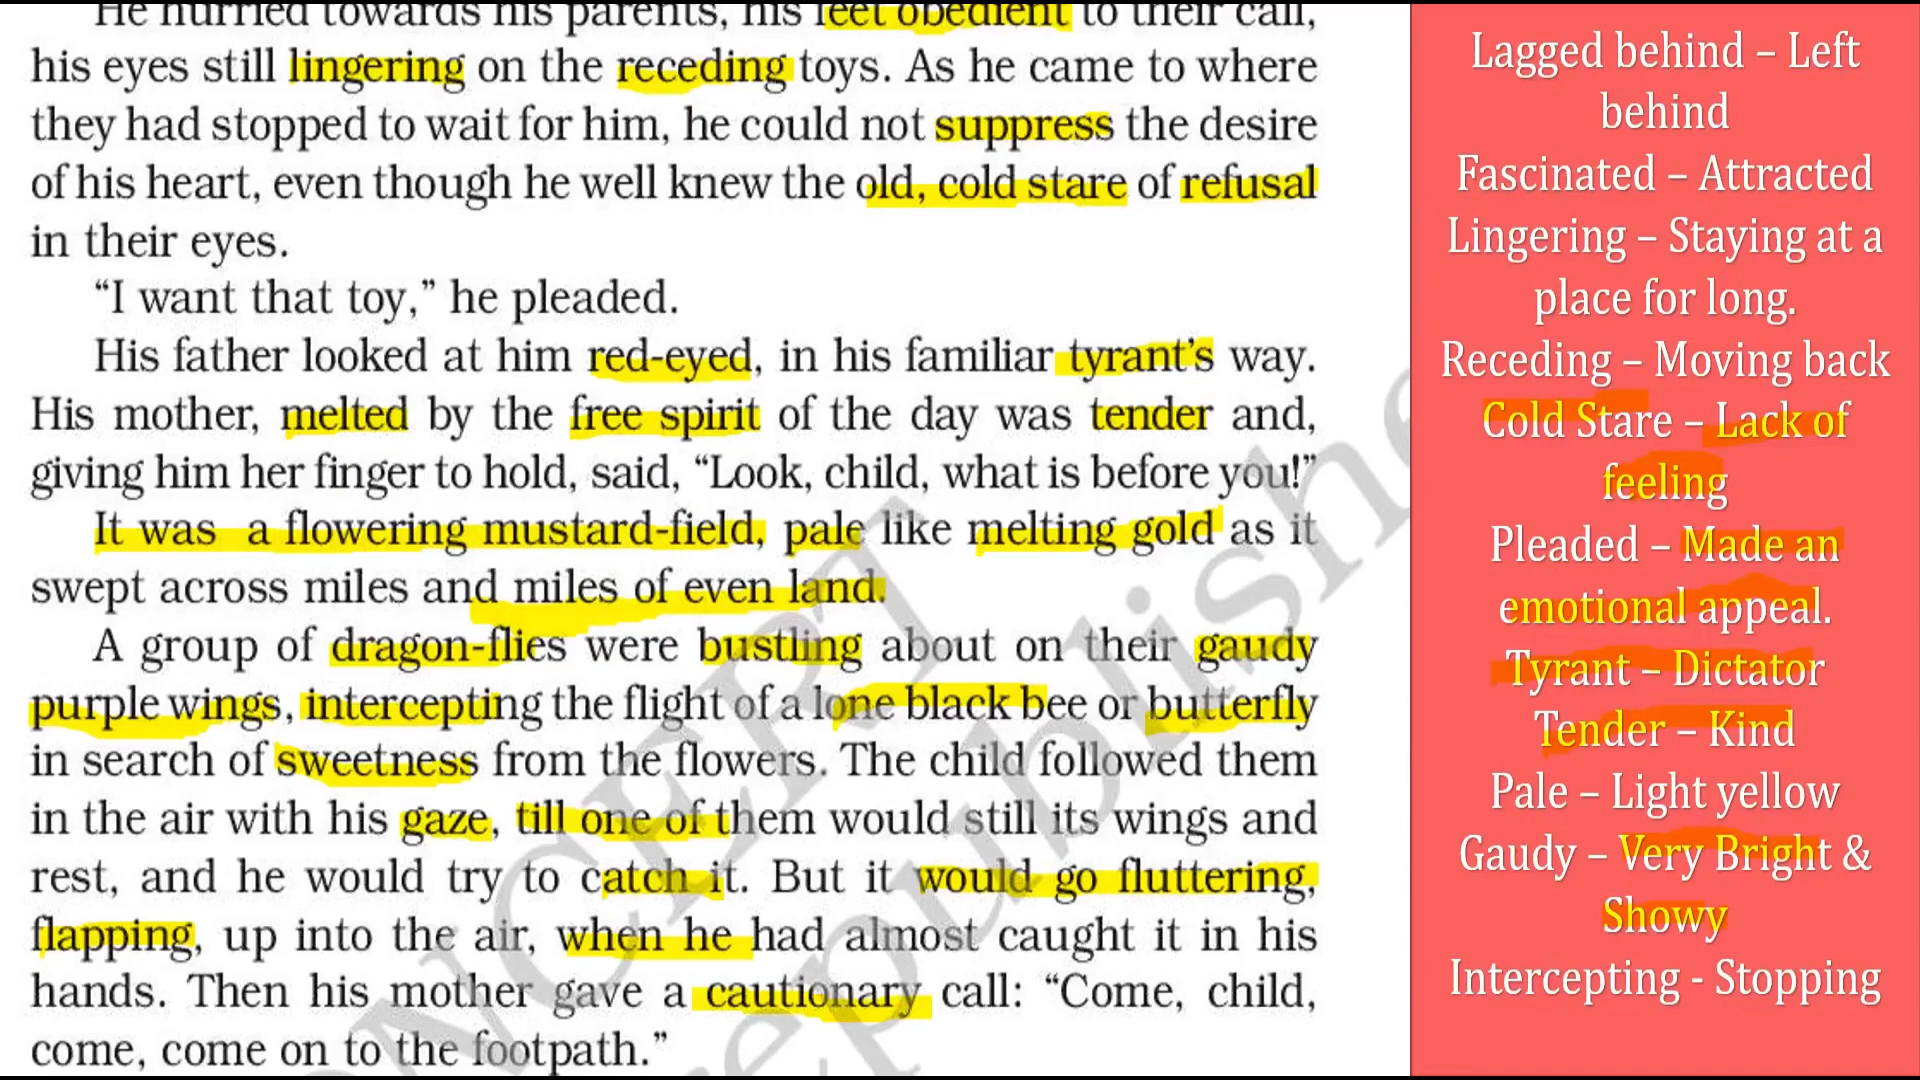 He hurried towards his parents, his feet obedient to their call,
his eyes still lingering on the receding toys. As he came to where
they had stopped to wait for him, he could not suppress the desire
of his heart, even though he well knew the old, cold stare of refusal
in their eyes.
“I want that toy,” he pleaded.
His father looked at him red-eyed, in his familiar tyrant’s way.
His mother, melted by the free spirit of the day was tender and,
giving him her finger to hold, said, “Look, child, what is before you!”
It was a flowering mustard-field, pale like melting gold as it
swept across miles and miles of even land.
A group of dragon-flies were bustling about on their gaudy
purple wings, intercepting the flight of a lone black bee or butterfly
in search of sweetness from the flowers. The child followed them
in the air with his gaze, till one of them would still its wings and
rest, and he would try to catch it. But it would go fluttering,
flapping, up into the air, when he had almost caught it in his
hands. Then his mother gave a cautionary call: “Come, child,
come, come on to the footpath.”
Lagged behind – Left
behind
Fascinated – Attracted
Lingering – Staying at a
place for long.
Receding – Moving back
Cold Stare – Lack of
feeling
Pleaded – Made an
emotional appeal.
Tyrant – Dictator
Tender – Kind
Pale – Light yellow
Gaudy – Very Bright &
Showy
Intercepting - Stopping
NCERT
republishe